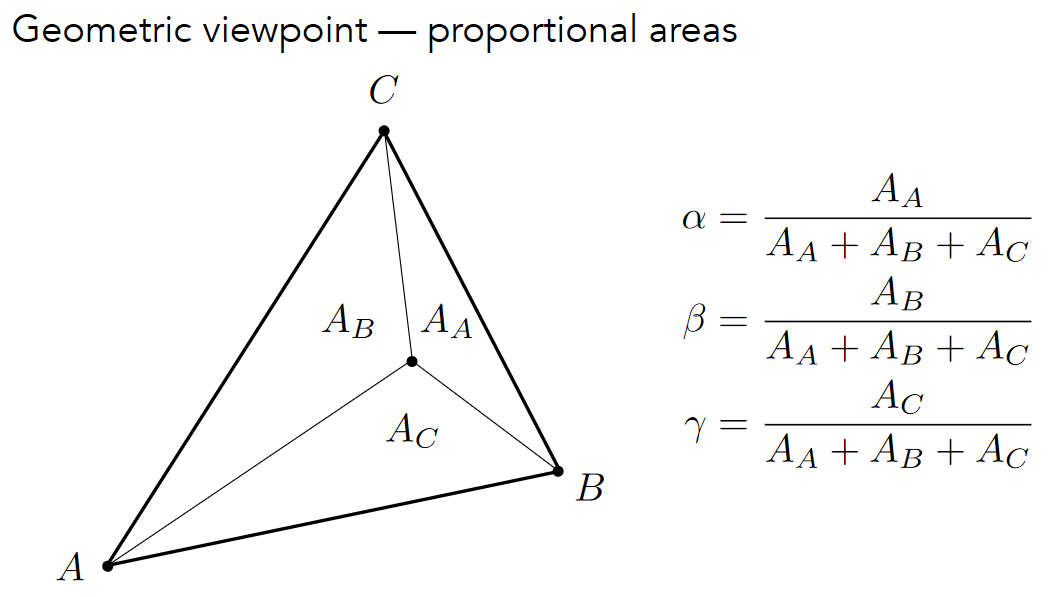 Geometric viewpoint — proportional areas
C
α = A_A / (A_A + A_B + A_C)
β = A_B / (A_A + A_B + A_C)
γ = A_C / (A_A + A_B + A_C)
A_B A_A
A_C
B
A